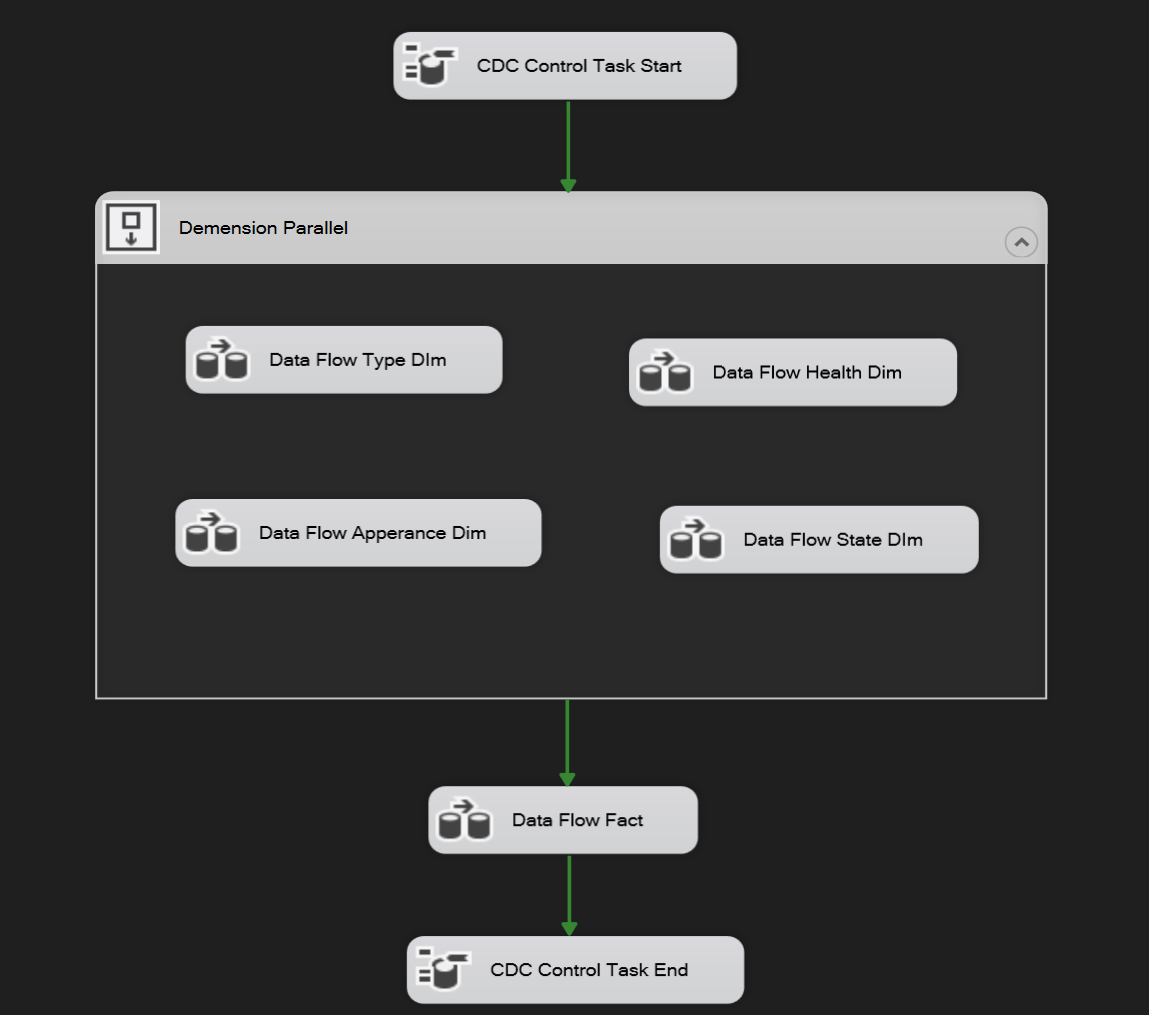 CDC Control Task Start
Demension Parallel
Data Flow Type DIm
Data Flow Health Dim
Data Flow Apperance Dim
Data Flow State DIm
Data Flow Fact
CDC Control Task End